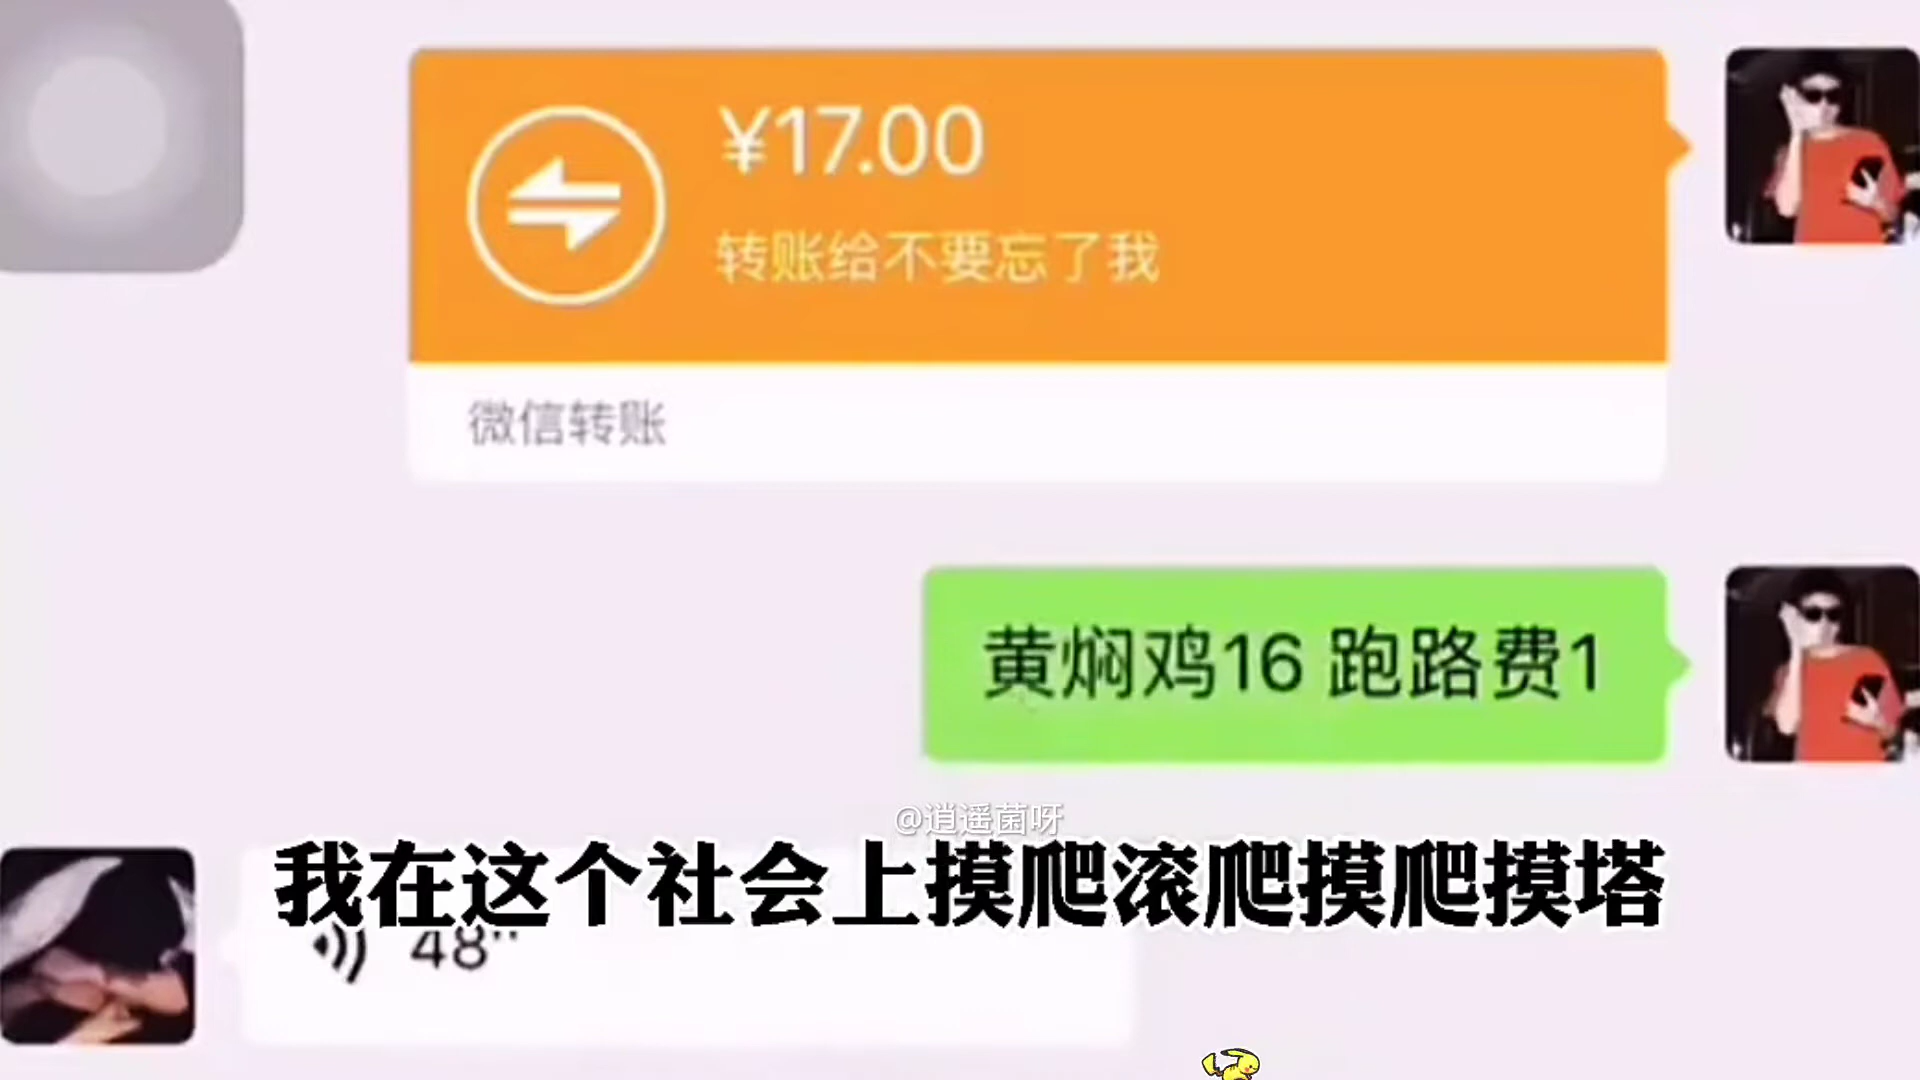 ¥17.00
转账给不要忘了我
微信转账
黄焖鸡16 跑路费1
@逍遥菌呀
我在这个社会上摸爬滚爬摸爬摸塔
48''